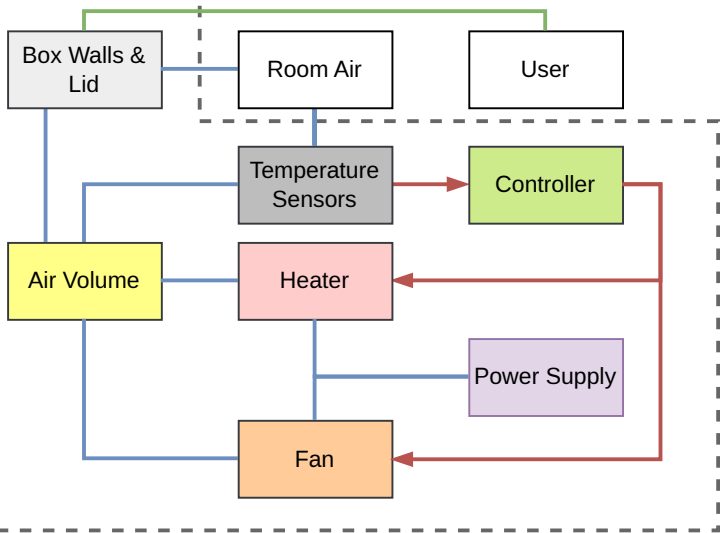 Box Walls &
Lid
Room Air
User
Temperature
Sensors
Controller
Air Volume
Heater
Power Supply
Fan